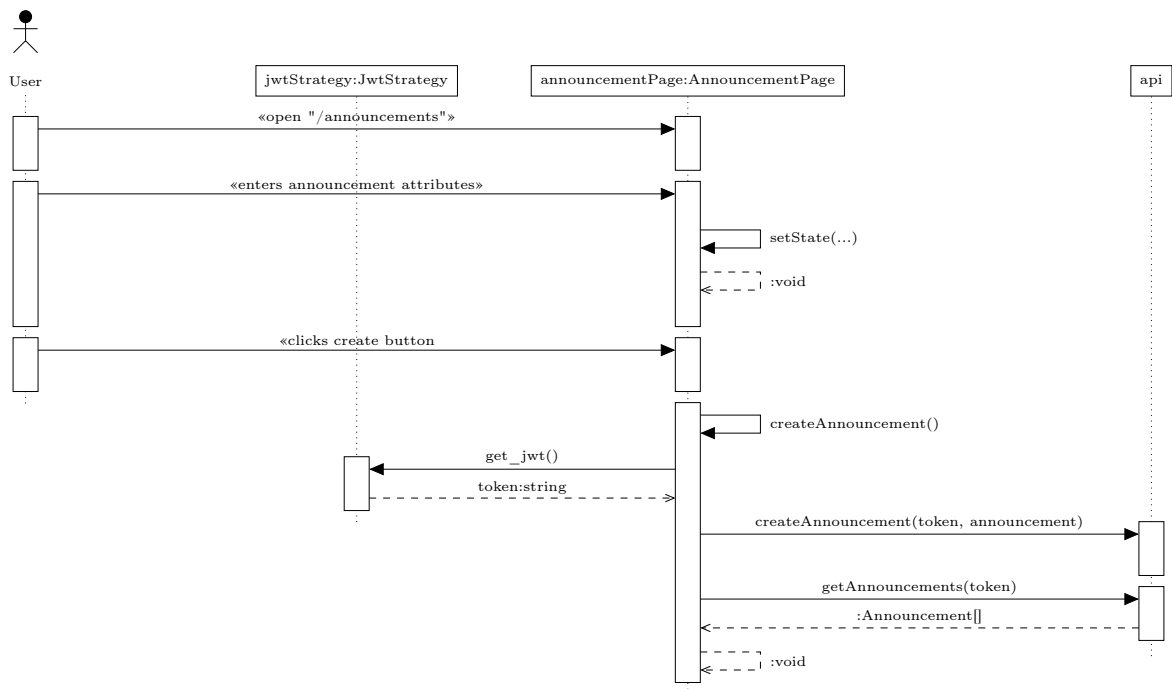 User
jwtStrategy:JwtStrategy
announcementPage:AnnouncementPage
api
«open "/announcements"»
«enters announcement attributes»
setState(...)
:void
«clicks create button
createAnnouncement()
get_jwt()
token:string
createAnnouncement(token, announcement)
getAnnouncements(token)
:Announcement[]
:void